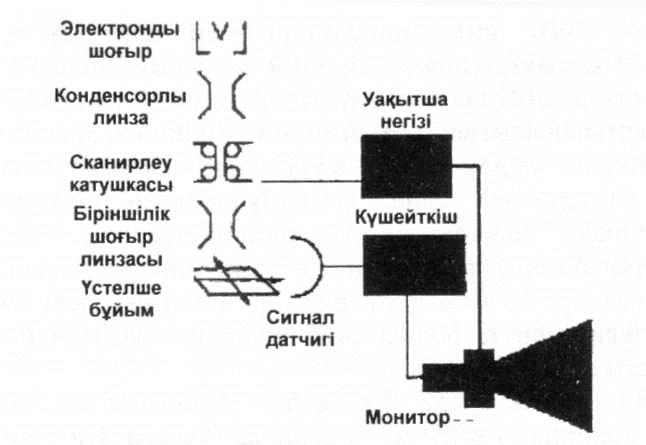 Электронды
шоғыр
Конденсорлы
линза
Уақытша
негізі
Сканирлеу
катушкасы
Күшейткіш
Біріншілік
шоғыр
линзасы
Үстелше
бұйым
Сигнал
датчигі
Монитор